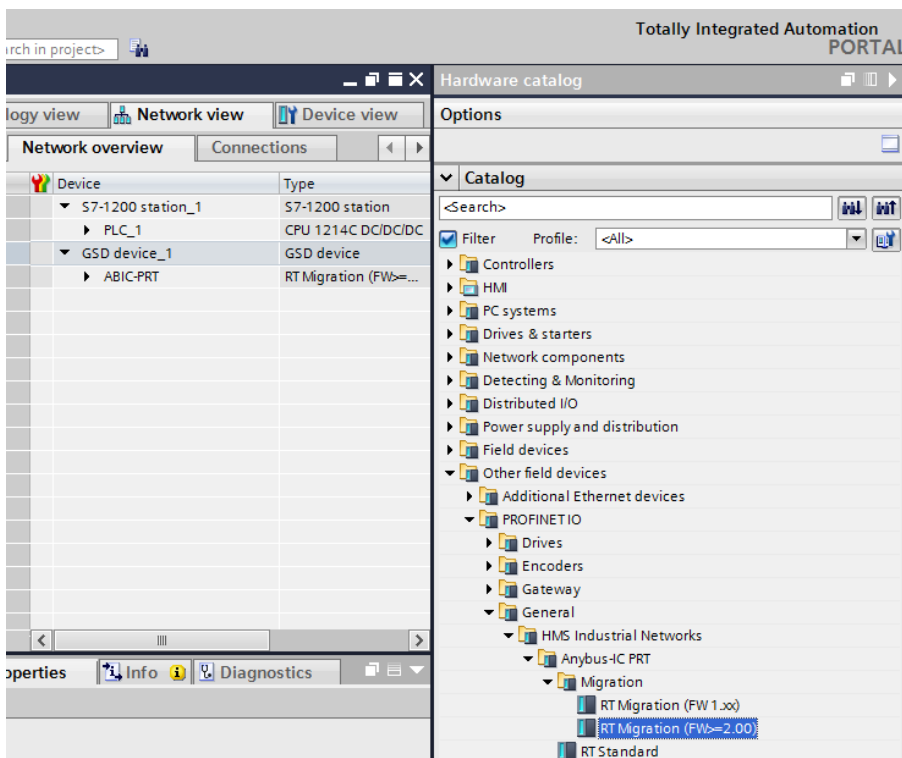 Totally Integrated Automation
PORTAL
arch in project>
Hardware catalog
logy view Network view Device view
Options
Network overview Connections
Catalog
Device Type
<Search>
S7-1200 station_1 S7-1200 station
PLC_1 CPU 1214C DC/DC/DC
Filter Profile: <All>
GSD device_1 GSD device
ABIC-PRT RT Migration (FW>=...
Controllers
HMI
PC systems
Drives & starters
Network components
Detecting & Monitoring
Distributed I/O
Power supply and distribution
Field devices
Other field devices
Additional Ethernet devices
PROFINET IO
Drives
Encoders
Gateway
General
HMS Industrial Networks
Anybus-IC PRT
Migration
RT Migration (FW 1.xx)
RT Migration (FW>=2.00)
RT Standard
operties Info Diagnostics